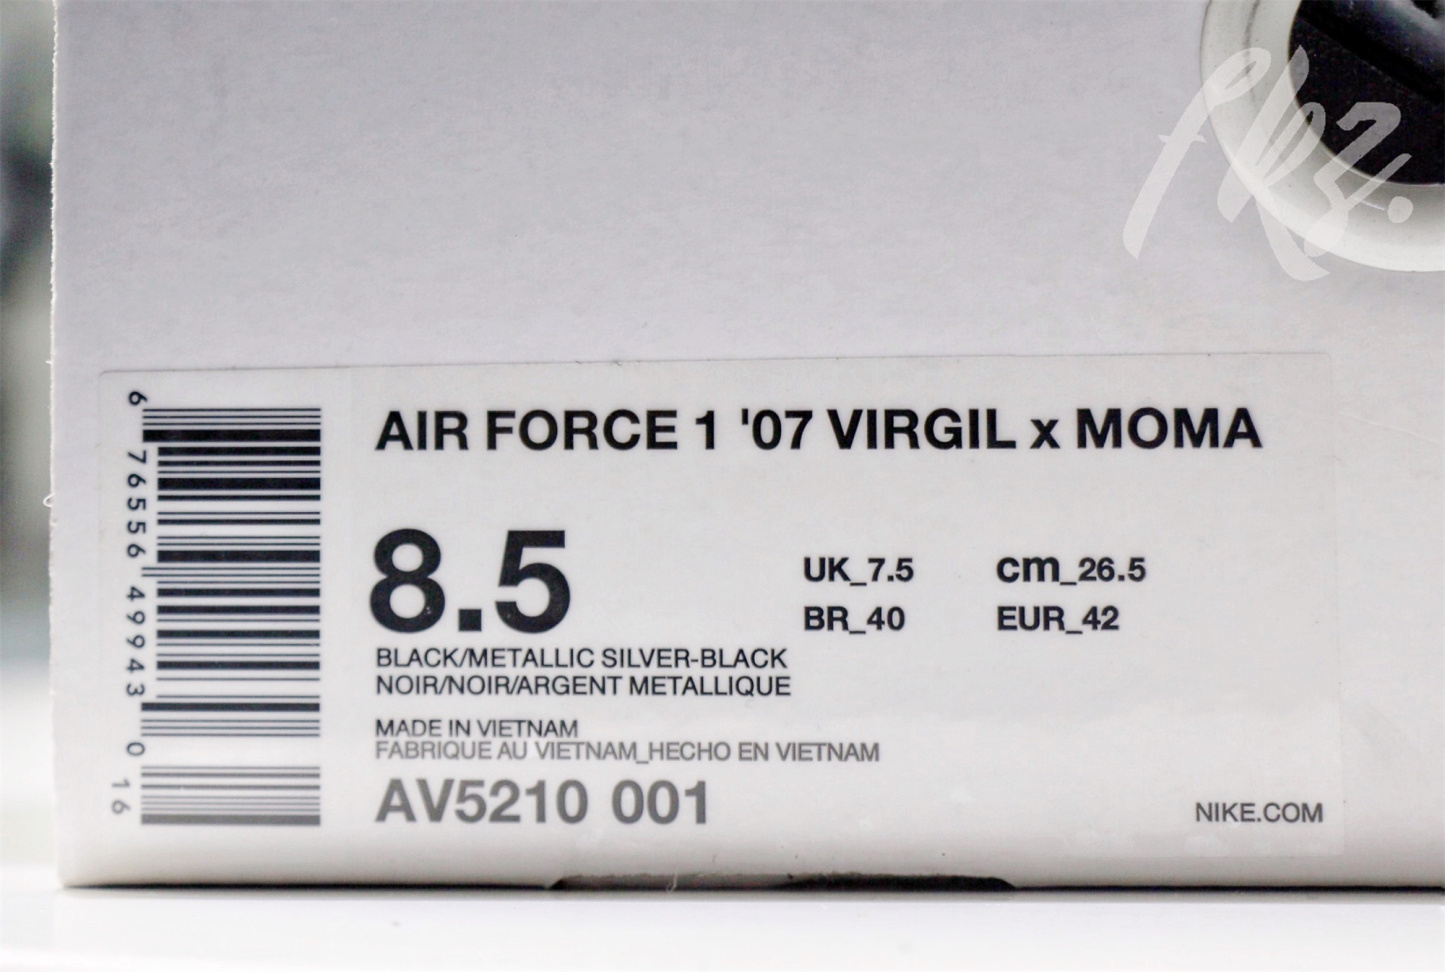 AIR FORCE 1 '07 VIRGIL x MOMA
8.5
UK_7.5 cm_26.5
BR_40 EUR_42
BLACK/METALLIC SILVER-BLACK
NOIR/NOIR/ARGENT METALLIQUE
MADE IN VIETNAM
FABRIQUE AU VIETNAM_HECHO EN VIETNAM
AV5210 001
NIKE.COM
6 76556 49943 0 16